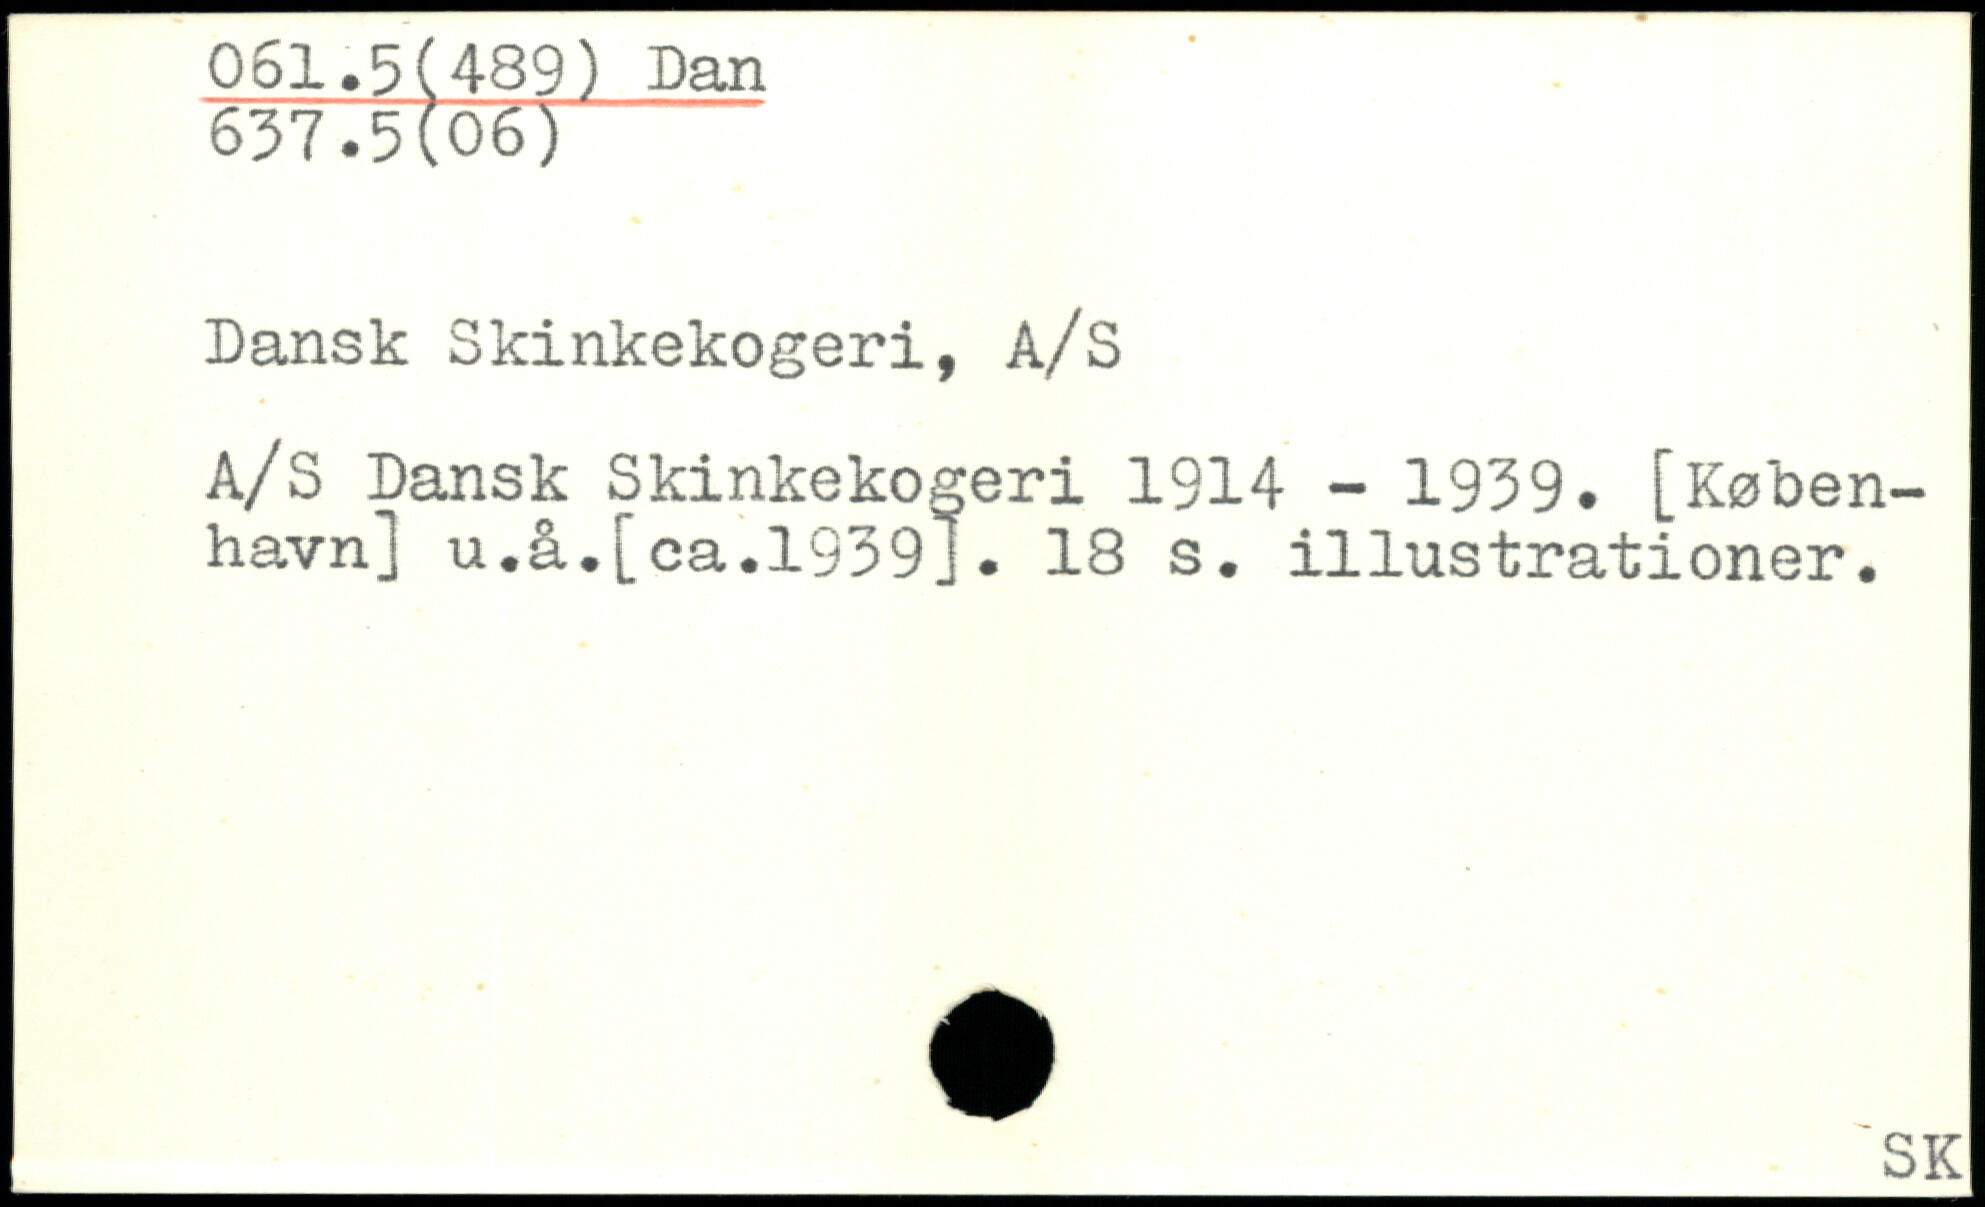 061.5(489) Dan
637.5(06)
Dansk Skinkekogeri, A/S
A/S Dansk Skinkekogeri 1914 - 1939. [Køben-
havn] u.å.[ca.1939]. 18 s. illustrationer.
SK